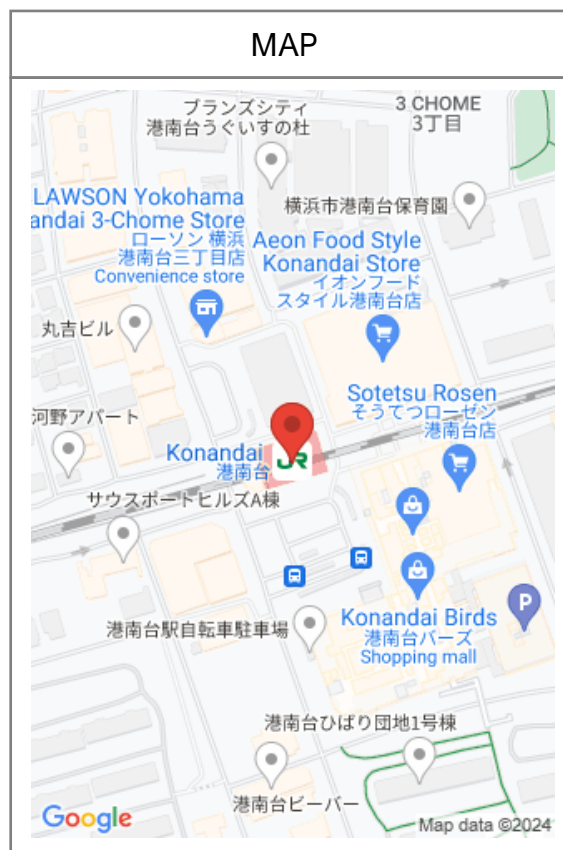 MAP
ブランズシティ
港南台うぐいすの杜
3 CHOME
3丁目
LAWSON Yokohama
andai 3-Chome Store
ローソン 横浜
港南台三丁目店
Convenience store
横浜市港南台保育園
Aeon Food Style
Konandai Store
イオンフード
スタイル港南台店
丸吉ビル
Sotetsu Rosen
そうてつローゼン
港南台店
河野アパート
Konandai
港南台
JR
サウスポートヒルズA棟
P
Konandai Birds
港南台バーズ
Shopping mall
港南台駅自転車駐車場
港南台ひばり団地1号棟
港南台ビーバー
Google
Map data ©2024